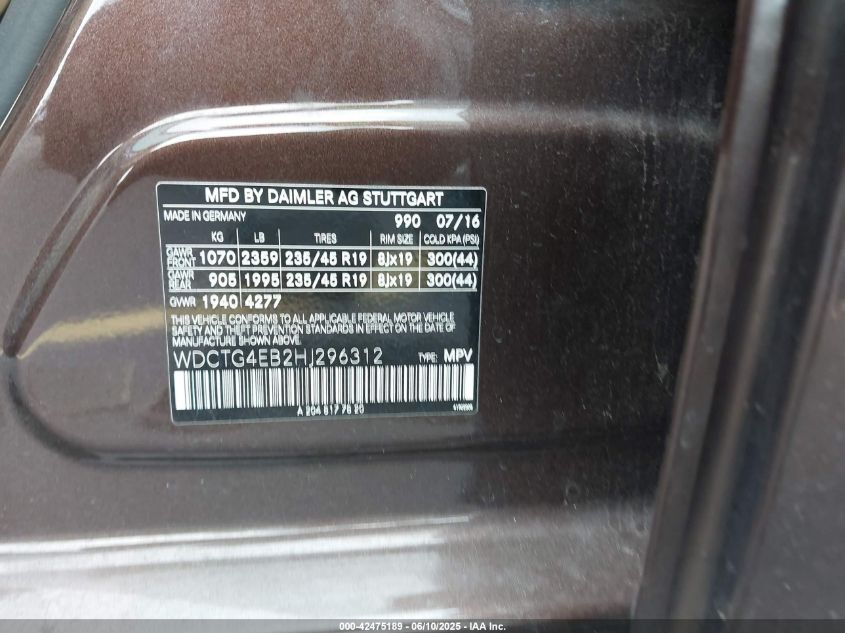 MFD BY DAIMLER AG STUTTGART
MADE IN GERMANY 990 07/16
KG LB TIRES RIM SIZE COLD KPA (PSI)
GAWR FRONT 1070 2359 235/45 R19 8Jx19 300(44)
GAWR REAR 905 1995 235/45 R19 8Jx19 300(44)
GVWR 1940 4277
THIS VEHICLE CONFORMS TO ALL APPLICABLE FEDERAL MOTOR VEHICLE
SAFETY AND THEFT PREVENTION STANDARDS IN EFFECT ON THE DATE OF
MANUFACTURE SHOWN ABOVE.
WDCTG4EB2HJ296312 TYPE: MPV
A 204 817 76 20
000-42475189 - 06/10/2025 - IAAI.COM